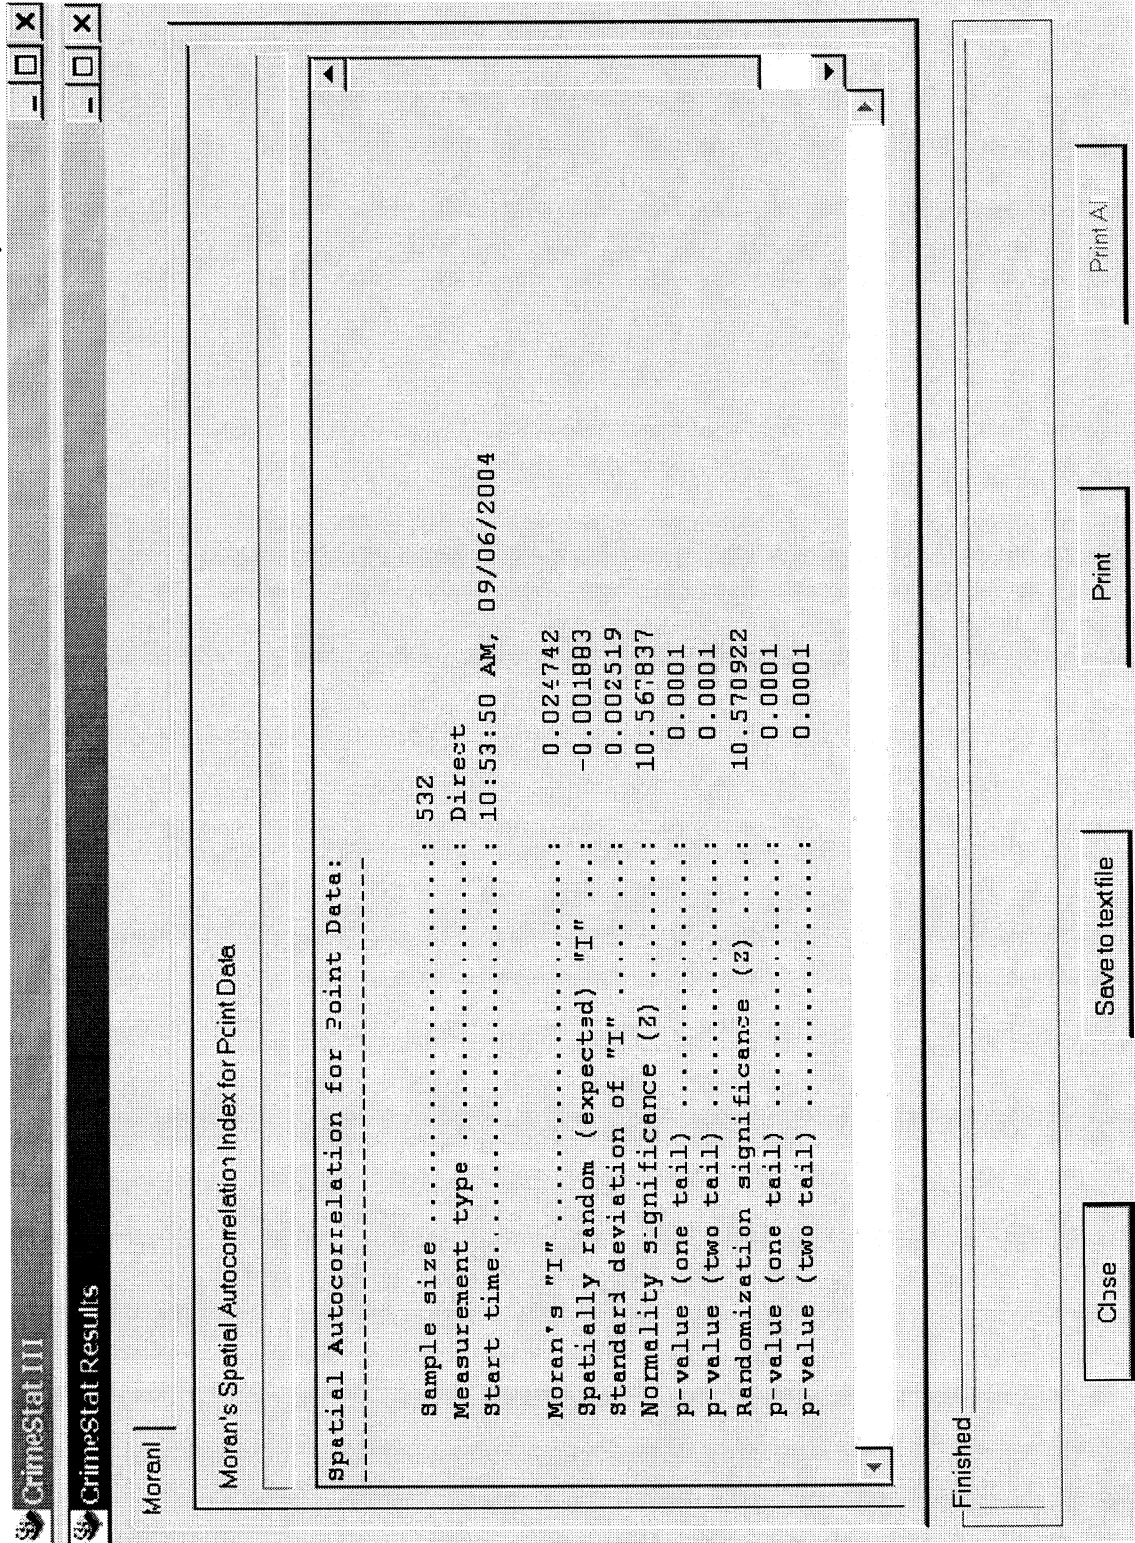 CrimeStat III
CrimeStat Results
MoranI
Moran's Spatial Autocorrelation Index for Point Data
Spatial Autocorrelation for Point Data:
---------------------------------------
Sample size ........................: 532
Measurement type ...................: Direct
Start time..........................: 10:53:50 AM, 09/06/2004
Moran's "I" ........................: 0.024742
Spatially random (expected) "I" ...: -0.001883
Standard deviation of "I" ..........: 0.002519
Normality significance (Z) .........: 10.567837
p-value (one tail) .................: 0.0001
p-value (two tail) .................: 0.0001
Randomization significance (Z) ....: 10.570922
p-value (one tail) .................: 0.0001
p-value (two tail) .................: 0.0001
Finished
Close
Save to textfile
Print
Print All